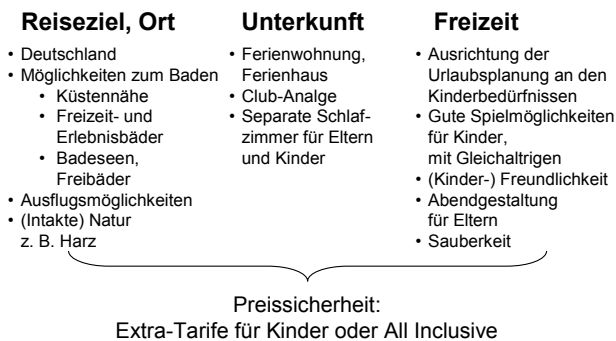 Reiseziel, Ort
• Deutschland
• Möglichkeiten zum Baden
• Küstennähe
• Freizeit- und
Erlebnisbäder
• Badeseen,
Freibäder
• Ausflugsmöglichkeiten
• (Intakte) Natur
z. B. Harz
Unterkunft
• Ferienwohnung,
Ferienhaus
• Club-Analge
• Separate Schlaf-
zimmer für Eltern
und Kinder
Freizeit
• Ausrichtung der
Urlaubsplanung an den
Kinderbedürfnissen
• Gute Spielmöglichkeiten
für Kinder,
mit Gleichaltrigen
• (Kinder-) Freundlichkeit
• Abendgestaltung
für Eltern
• Sauberkeit
Preissicherheit:
Extra-Tarife für Kinder oder All Inclusive